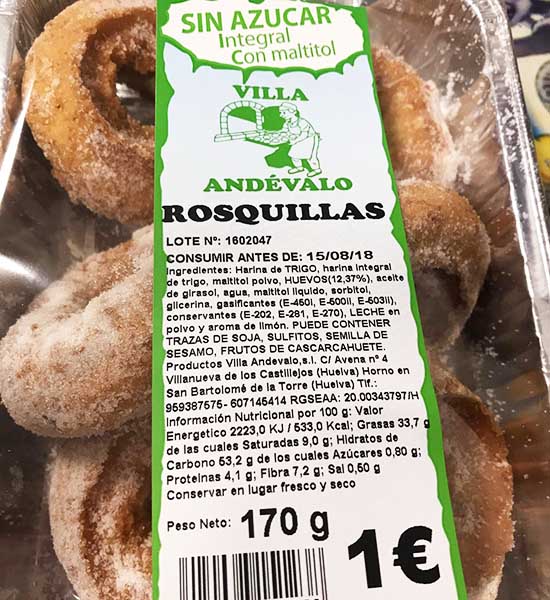 SIN AZUCAR
Integral
Con maltitol
VILLA
ANDÉVALO
ROSQUILLAS
LOTE Nº: 1602047
CONSUMIR ANTES DE: 15/08/18
Ingredientes: Harina de TRIGO, harina integral
de trigo, maltitol polvo, HUEVOS(12,37%), aceite
de girasol, agua, maltitol liquido, sorbitol,
glicerina, gasificantes (E-450I, E-500II, E-503II),
conservantes (E-202, E-281, E-270), LECHE en
polvo y aroma de limón. PUEDE CONTENER
TRAZAS DE SOJA, SULFITOS, SEMILLA DE
SESAMO, FRUTOS DE CASCARCAHUETE.
Productos Villa Andevalo,s.l. C/ Avena nº 4
Villanueva de los Castillejos (Huelva) Horno en
San Bartolomé de la Torre (Huelva) Tlf.:
959387575- 607145414 RGSEAA: 20.00343797/H
Información Nutricional por 100 g: Valor
Energetico 2223,0 KJ / 533,0 Kcal; Grasas 33,7 g
de las cuales Saturadas 9,0 g; Hidratos de
Carbono 53,2 g de los cuales Azúcares 0,80 g;
Proteinas 4,1 g; Fibra 7,2 g; Sal 0,50 g
Conservar en lugar fresco y seco
Peso Neto: 170 g
1€